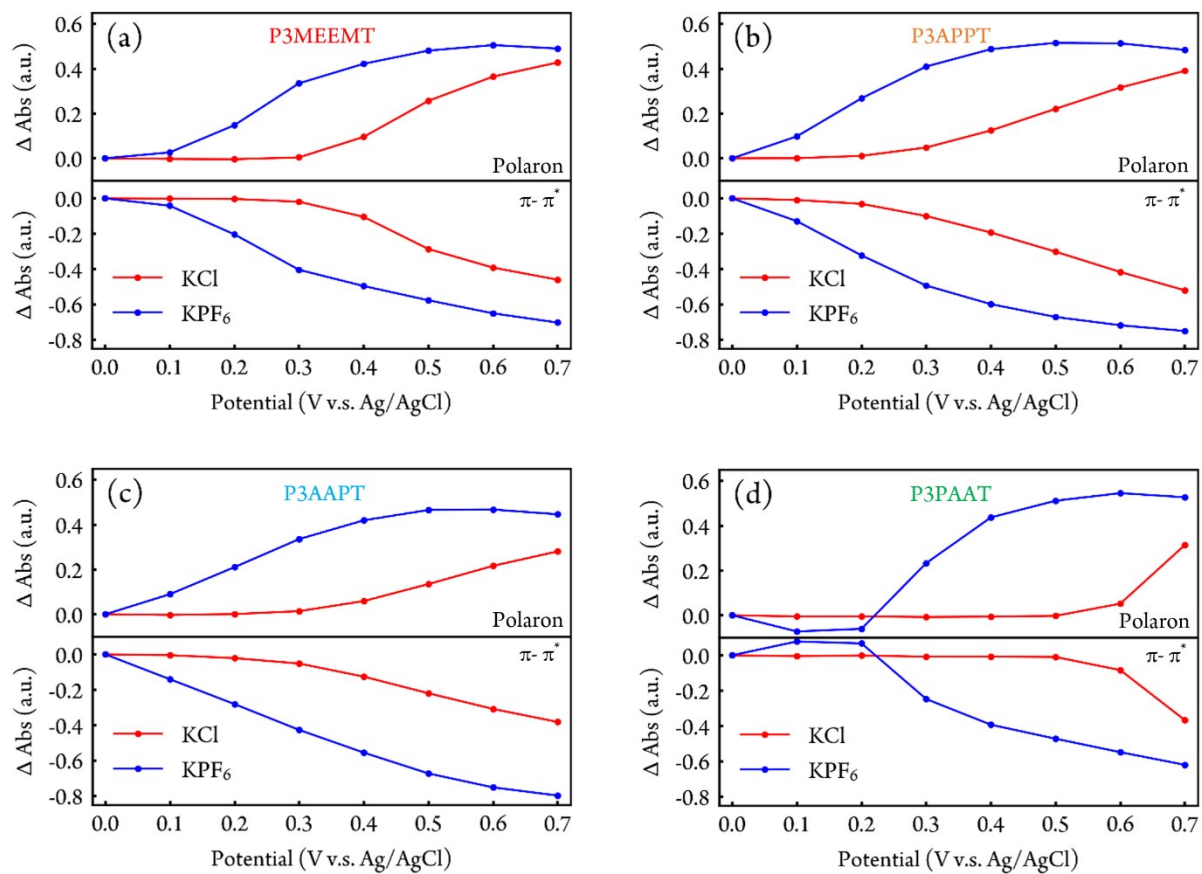 (a)
P3MEEMT
0.6
0.4
0.2
0.0
Δ Abs (a.u.)
Polaron
0.0
-0.2
-0.4
-0.6
-0.8
Δ Abs (a.u.)
π- π*
KCl
KPF₆
0.0 0.1 0.2 0.3 0.4 0.5 0.6 0.7
Potential (V v.s. Ag/AgCl)
(b)
P3APPT
0.6
0.4
0.2
0.0
Δ Abs (a.u.)
Polaron
0.0
-0.2
-0.4
-0.6
-0.8
Δ Abs (a.u.)
π- π*
KCl
KPF₆
0.0 0.1 0.2 0.3 0.4 0.5 0.6 0.7
Potential (V v.s. Ag/AgCl)
(c)
P3AAPT
0.6
0.4
0.2
0.0
Δ Abs (a.u.)
Polaron
0.0
-0.2
-0.4
-0.6
-0.8
Δ Abs (a.u.)
π- π*
KCl
KPF₆
0.0 0.1 0.2 0.3 0.4 0.5 0.6 0.7
Potential (V v.s. Ag/AgCl)
(d)
P3PAAT
0.6
0.4
0.2
0.0
Δ Abs (a.u.)
Polaron
0.0
-0.2
-0.4
-0.6
-0.8
Δ Abs (a.u.)
π- π*
KCl
KPF₆
0.0 0.1 0.2 0.3 0.4 0.5 0.6 0.7
Potential (V v.s. Ag/AgCl)